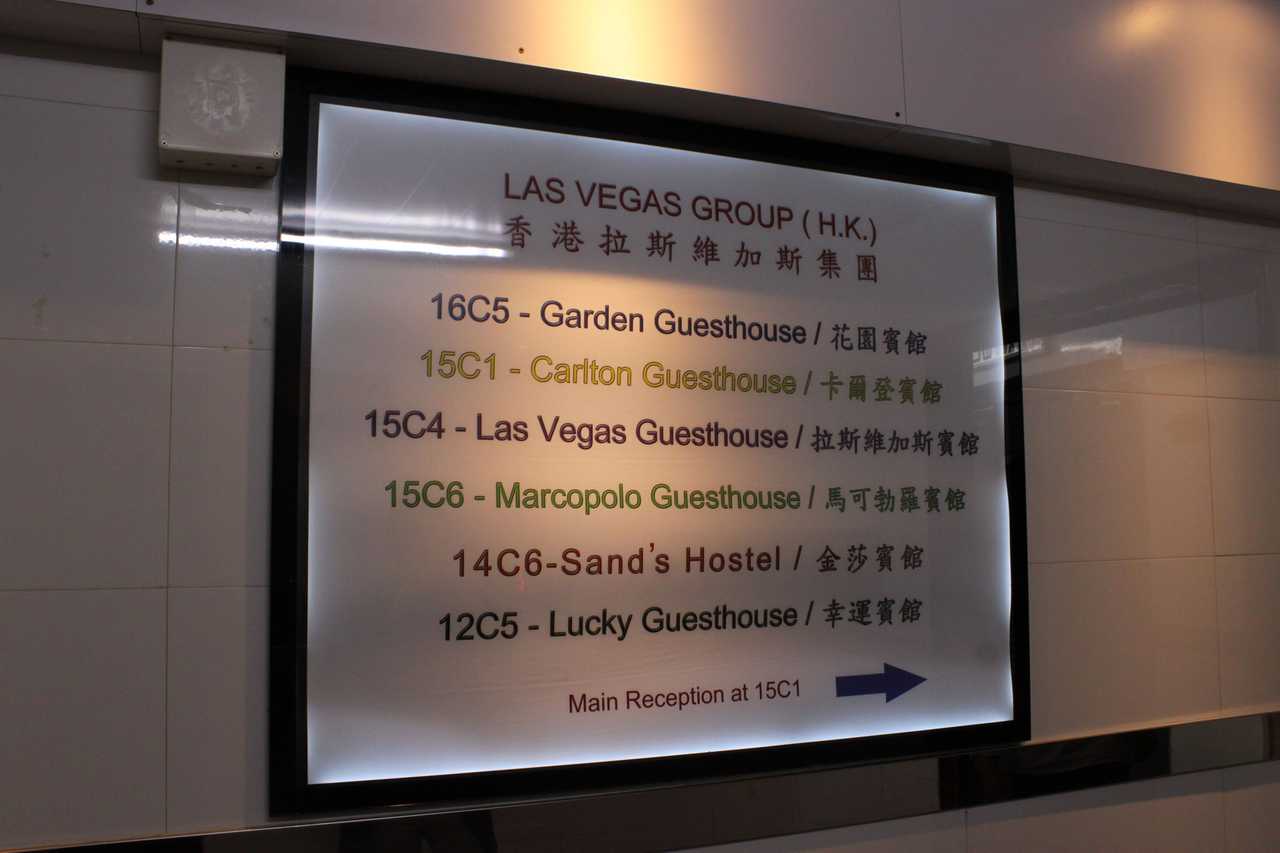 LAS VEGAS GROUP ( H.K.)
香港拉斯維加斯集團
16C5 - Garden Guesthouse / 花園賓館
15C1 - Carlton Guesthouse / 卡爾登賓館
15C4 - Las Vegas Guesthouse / 拉斯維加斯賓館
15C6 - Marcopolo Guesthouse / 馬可勃羅賓館
14C6-Sand's Hostel / 金莎賓館
12C5 - Lucky Guesthouse / 幸運賓館
Main Reception at 15C1